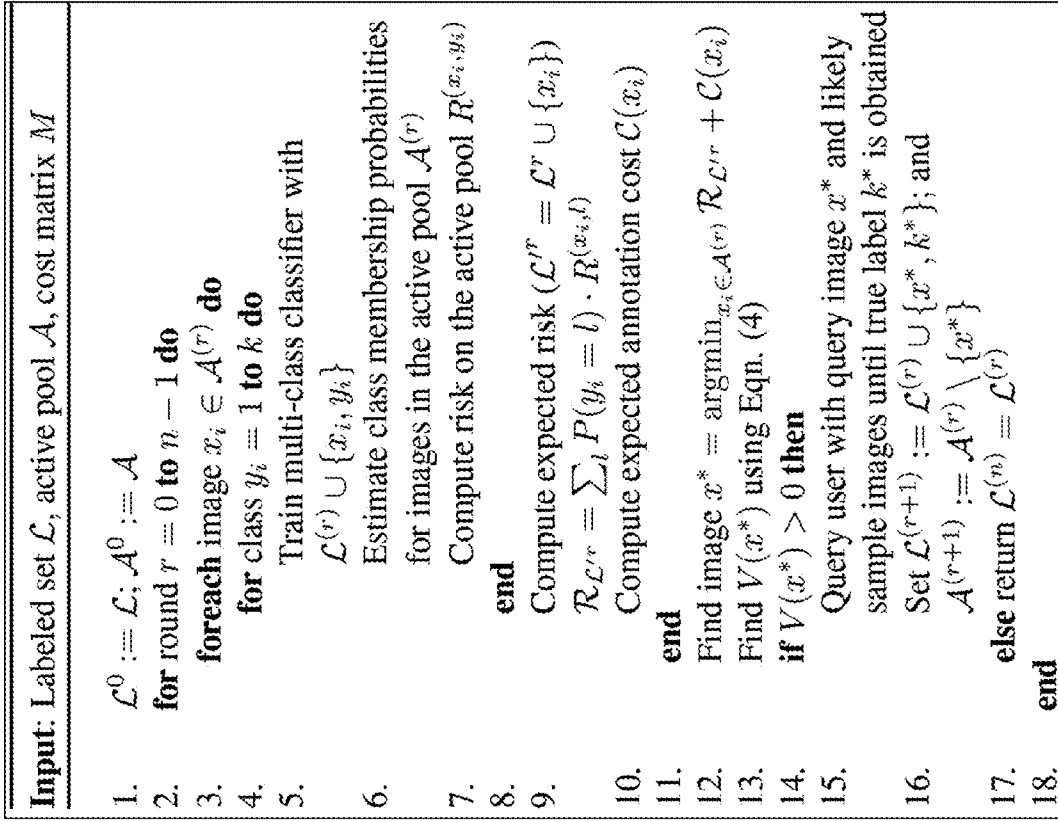 Input: Labeled set 𝓛, active pool 𝓐, cost matrix M
1. 𝓛⁰ := 𝓛; 𝓐⁰ := 𝓐
2. for round r = 0 to n − 1 do
3. foreach image xᵢ ∈ 𝓐⁽ʳ⁾ do
4. for class yᵢ = 1 to k do
5. Train multi-class classifier with
𝓛⁽ʳ⁾ ∪ {xᵢ, yᵢ}
6. Estimate class membership probabilities
for images in the active pool 𝓐⁽ʳ⁾
7. Compute risk on the active pool R^(xᵢ,yᵢ)
8. end
9. Compute expected risk (𝓛′ʳ = 𝓛ʳ ∪ {xᵢ})
𝓡_𝓛′ʳ = ∑ₗ P(yᵢ = l) · R^(xᵢ,l)
10. Compute expected annotation cost 𝓒(xᵢ)
11. end
12. Find image x* = argmin_{xᵢ∈𝓐⁽ʳ⁾} 𝓡_𝓛′ʳ + 𝓒(xᵢ)
13. Find V(x*) using Eqn. (4)
14. if V(x*) > 0 then
15. Query user with query image x* and likely
sample images until true label k* is obtained
16. Set 𝓛⁽ʳ⁺¹⁾ := 𝓛⁽ʳ⁾ ∪ {x*, k*}; and
𝓐⁽ʳ⁺¹⁾ := 𝓐⁽ʳ⁾ \ {x*}
17. else return 𝓛⁽ⁿ⁾ = 𝓛⁽ʳ⁾
18. end